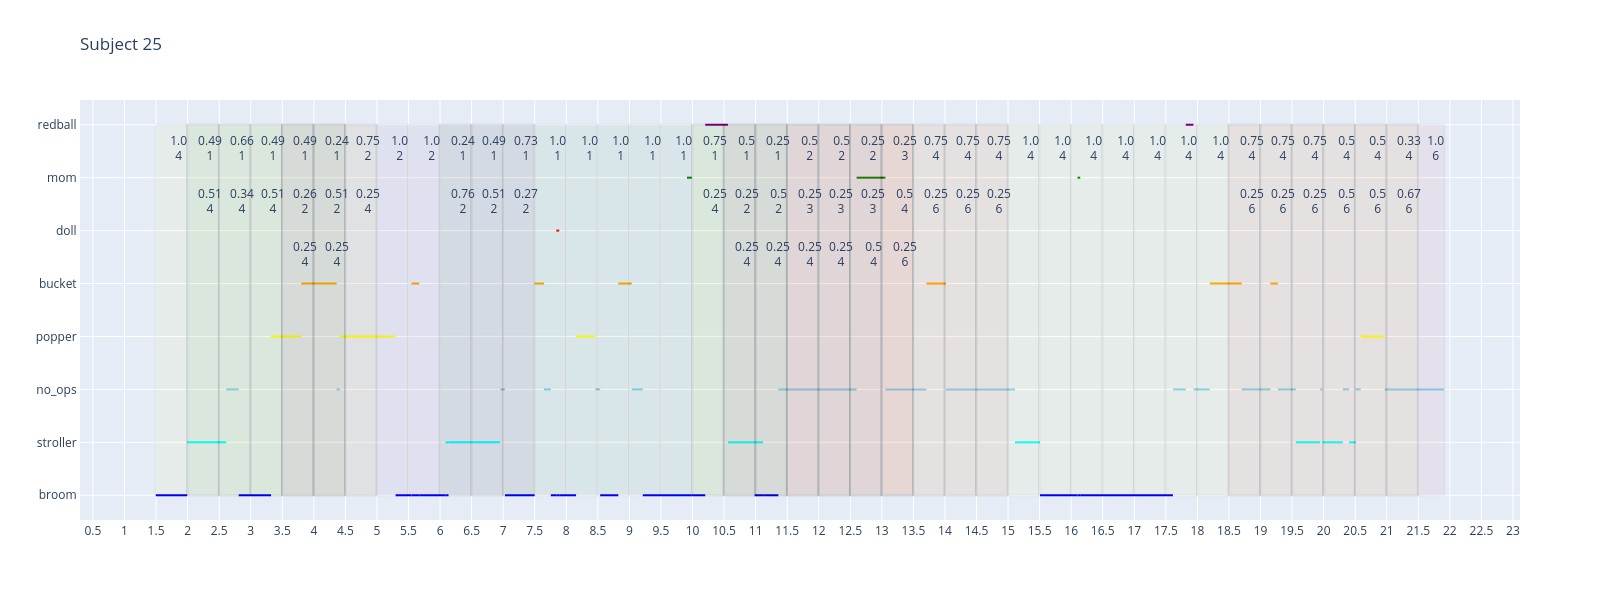 Subject 25
redball
1.0 0.49 0.66 0.49 0.49 0.24 0.75 1.0 1.0 0.24 0.49 0.73 1.0 1.0 1.0 1.0 1.0 0.75 0.5 0.25 0.5 0.5 0.25 0.25 0.75 0.75 0.75 1.0 1.0 1.0 1.0 1.0 1.0 1.0 0.75 0.75 0.75 0.5 0.5 0.33 1.0
4 1 1 1 1 1 2 2 2 1 1 1 1 1 1 1 1 1 1 1 2 2 2 3 4 4 4 4 4 4 4 4 4 4 4 4 4 4 4 4 6
mom
0.51 0.34 0.51 0.26 0.51 0.25 0.76 0.51 0.27 0.25 0.25 0.5 0.25 0.25 0.25 0.5 0.25 0.25 0.25 0.25 0.25 0.25 0.5 0.5 0.67
4 4 4 2 2 4 2 2 2 4 2 2 3 3 3 4 6 6 6 6 6 6 6 6 6
doll
0.25 0.25 0.25 0.25 0.25 0.25 0.5 0.25
4 4 4 4 4 4 4 6
bucket
popper
no_ops
stroller
broom
0.5 1 1.5 2 2.5 3 3.5 4 4.5 5 5.5 6 6.5 7 7.5 8 8.5 9 9.5 10 10.5 11 11.5 12 12.5 13 13.5 14 14.5 15 15.5 16 16.5 17 17.5 18 18.5 19 19.5 20 20.5 21 21.5 22 22.5 23